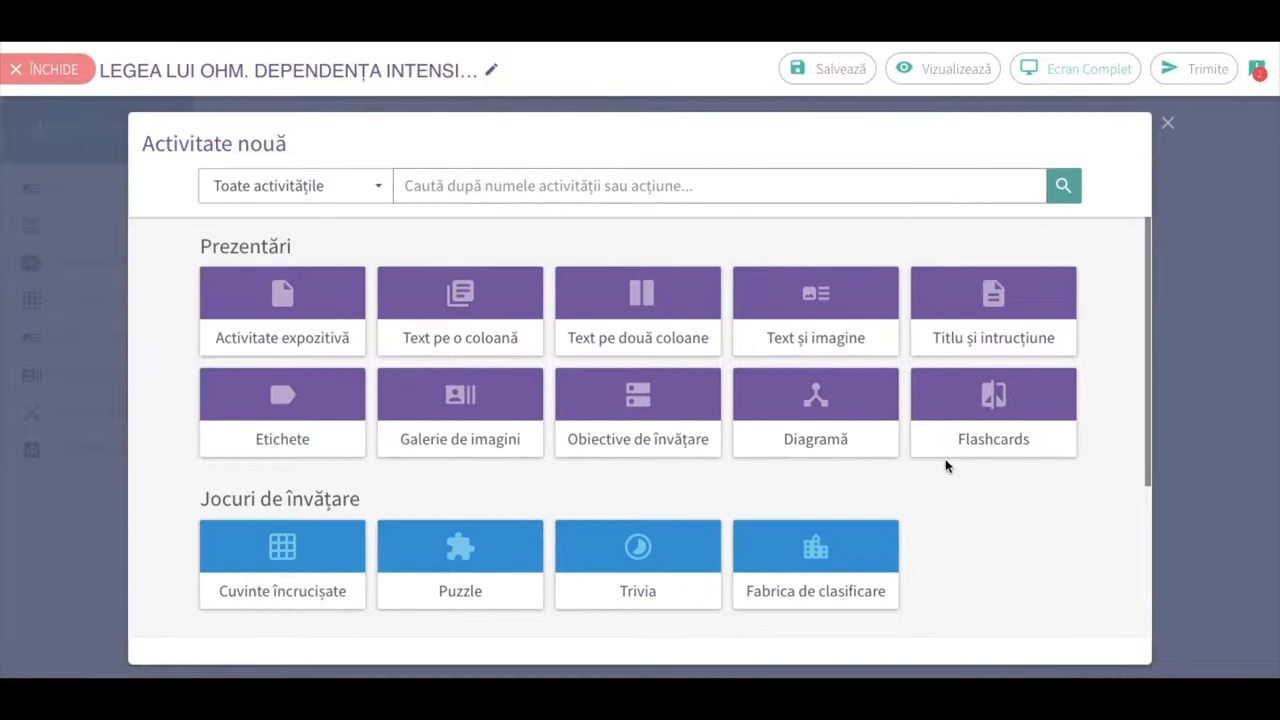 ÎNCHIDE
LEGEA LUI OHM. DEPENDENȚA INTENSI...
Salvează
Vizualizează
Ecran Complet
Trimite
2
Activitate nouă
Toate activitățile
Caută după numele activității sau acțiune...
Prezentări
Activitate expozitivă
Text pe o coloană
Text pe două coloane
Text și imagine
Titlu și intrucțiune
Etichete
Galerie de imagini
Obiective de învățare
Diagramă
Flashcards
Jocuri de învățare
Cuvinte încrucișate
Puzzle
Trivia
Fabrica de clasificare